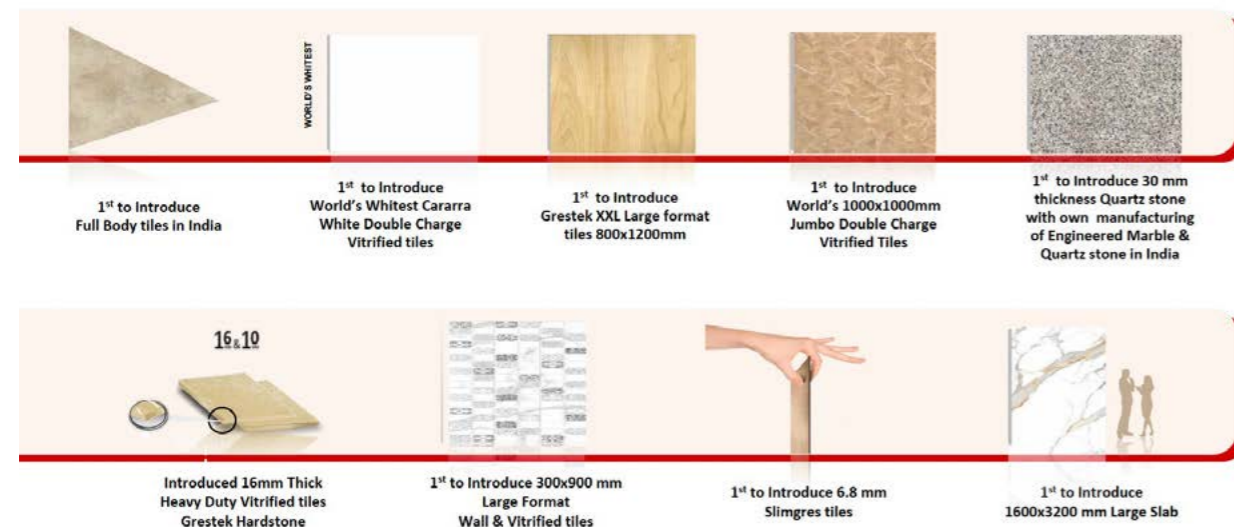 WORLD'S WHITEST
1st to Introduce
Full Body tiles in India
1st to Introduce
World's Whitest Cararra
White Double Charge
Vitrified tiles
1st to Introduce
Grestek XXL Large format
tiles 800x1200mm
1st to Introduce
World's 1000x1000mm
Jumbo Double Charge
Vitrified Tiles
1st to Introduce 30 mm
thickness Quartz stone
with own manufacturing
of Engineered Marble &
Quartz stone in India
16 & 10
Introduced 16mm Thick
Heavy Duty Vitrified tiles
Grestek Hardstone
1st to Introduce 300x900 mm
Large Format
Wall & Vitrified tiles
1st to Introduce 6.8 mm
Slimgres tiles
1st to Introduce
1600x3200 mm Large Slab